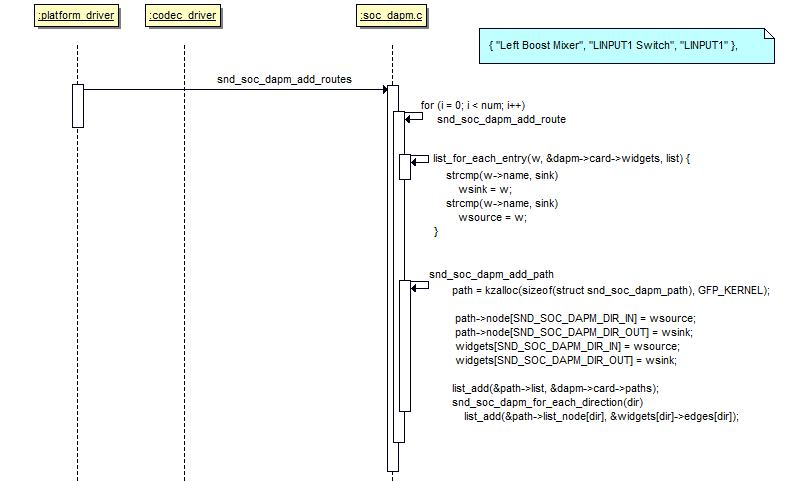 :platform_driver
:codec_driver
:soc_dapm.c
{ "Left Boost Mixer", "LINPUT1 Switch", "LINPUT1" },
snd_soc_dapm_add_routes
for (i = 0; i < num; i++)
snd_soc_dapm_add_route
list_for_each_entry(w, &dapm->card->widgets, list) {
strcmp(w->name, sink)
wsink = w;
strcmp(w->name, sink)
wsource = w;
}
snd_soc_dapm_add_path
path = kzalloc(sizeof(struct snd_soc_dapm_path), GFP_KERNEL);
path->node[SND_SOC_DAPM_DIR_IN] = wsource;
path->node[SND_SOC_DAPM_DIR_OUT] = wsink;
widgets[SND_SOC_DAPM_DIR_IN] = wsource;
widgets[SND_SOC_DAPM_DIR_OUT] = wsink;
list_add(&path->list, &dapm->card->paths);
snd_soc_dapm_for_each_direction(dir)
list_add(&path->list_node[dir], &widgets[dir]->edges[dir]);